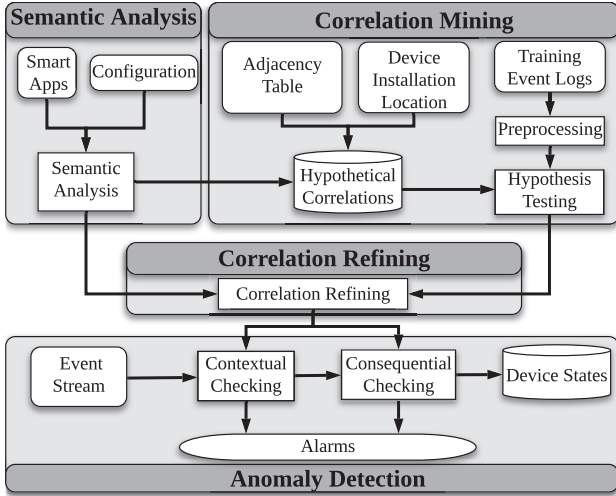 Semantic Analysis
Correlation Mining
Smart
Apps
Configuration
Semantic
Analysis
Adjacency
Table
Device
Installation
Location
Training
Event Logs
Preprocessing
Hypothetical
Correlations
Hypothesis
Testing
Correlation Refining
Correlation Refining
Event
Stream
Contextual
Checking
Consequential
Checking
Device States
Alarms
Anomaly Detection